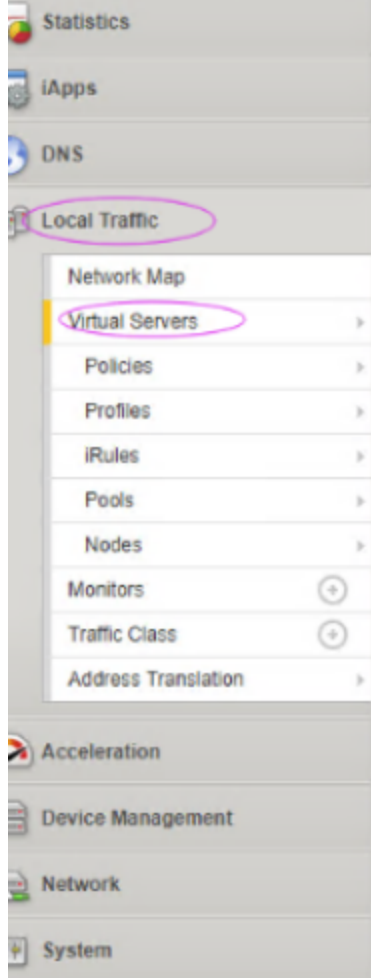 Statistics
iApps
DNS
Local Traffic
Network Map
Virtual Servers
Policies
Profiles
iRules
Pools
Nodes
Monitors
Traffic Class
Address Translation
Acceleration
Device Management
Network
System